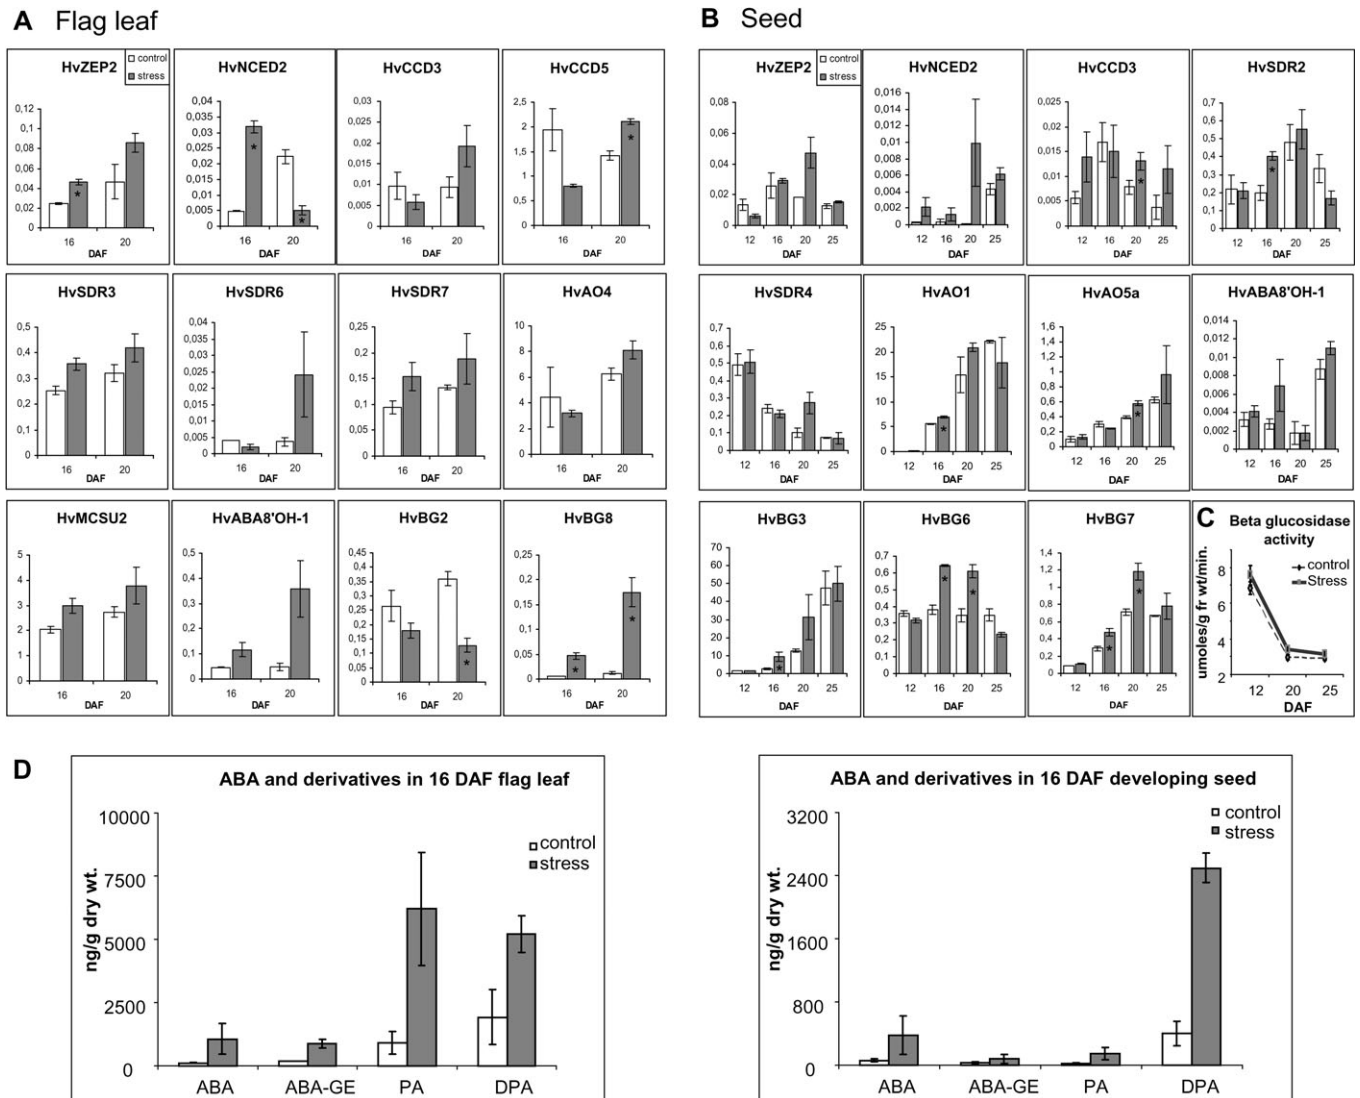 A Flag leaf
HvZEP2
control
stress
0,12
0,1
0,08
0,06
0,04
0,02
0
*
16 20
DAF
HvNCED2
0,04
0,035
0,03
0,025
0,02
0,015
0,01
0,005
0
*
*
16 20
DAF
HvCCD3
0,03
0,025
0,02
0,015
0,01
0,005
0
16 20
DAF
HvCCD5
2,5
2
1,5
1
0,5
0
*
16 20
DAF
HvSDR3
0,5
0,4
0,3
0,2
0,1
0
16 20
DAF
HvSDR6
0,04
0,035
0,03
0,025
0,02
0,015
0,01
0,005
0
16 20
DAF
HvSDR7
0,25
0,2
0,15
0,1
0,05
0
16 20
DAF
HvAO4
10
8
6
4
2
0
16 20
DAF
HvMCSU2
5
4
3
2
1
0
16 20
DAF
HvABA8'OH-1
0,5
0,4
0,3
0,2
0,1
0
16 20
DAF
HvBG2
0,45
0,4
0,35
0,3
0,25
0,2
0,15
0,1
0,05
0
*
16 20
DAF
HvBG8
0,25
0,2
0,15
0,1
0,05
0
*
*
16 20
DAF
B Seed
HvZEP2
control
stress
0,08
0,06
0,04
0,02
0
12 16 20 25
DAF
HvNCED2
0,016
0,014
0,012
0,01
0,008
0,006
0,004
0,002
0
12 16 20 25
DAF
HvCCD3
0,025
0,02
0,015
0,01
0,005
0
*
12 16 20 25
DAF
HvSDR2
0,7
0,6
0,5
0,4
0,3
0,2
0,1
0
*
12 16 20 25
DAF
HvSDR4
0,7
0,6
0,5
0,4
0,3
0,2
0,1
0
12 16 20 25
DAF
HvAO1
25
20
15
10
5
0
*
12 16 20 25
DAF
HvAO5a
1,6
1,4
1,2
1
0,8
0,6
0,4
0,2
0
*
12 16 20 25
DAF
HvABA8'OH-1
0,014
0,012
0,01
0,008
0,006
0,004
0,002
0
12 16 20 25
DAF
HvBG3
70
60
50
40
30
20
10
0
*
12 16 20 25
DAF
HvBG6
0,7
0,6
0,5
0,4
0,3
0,2
0,1
0
* *
12 16 20 25
DAF
HvBG7
1,4
1,2
1
0,8
0,6
0,4
0,2
0
*
*
12 16 20 25
DAF
C Beta glucosidase
activity
control
Stress
umoles/g fr wt/min.
8
6
4
2
12 20 25
DAF
D
ABA and derivatives in 16 DAF flag leaf
control
stress
ng/g dry wt.
10000
7500
5000
2500
0
ABA ABA-GE PA DPA
ABA and derivatives in 16 DAF developing seed
control
stress
ng/g dry wt.
3200
2400
1600
800
0
ABA ABA-GE PA DPA